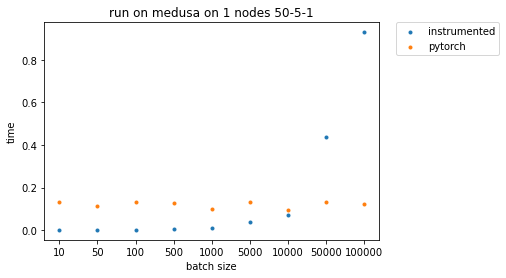 run on medusa on 1 nodes 50-5-1
instrumented
pytorch
0.8
0.6
0.4
0.2
0.0
time
10 50 100 500 1000 5000 10000 50000 100000
batch size